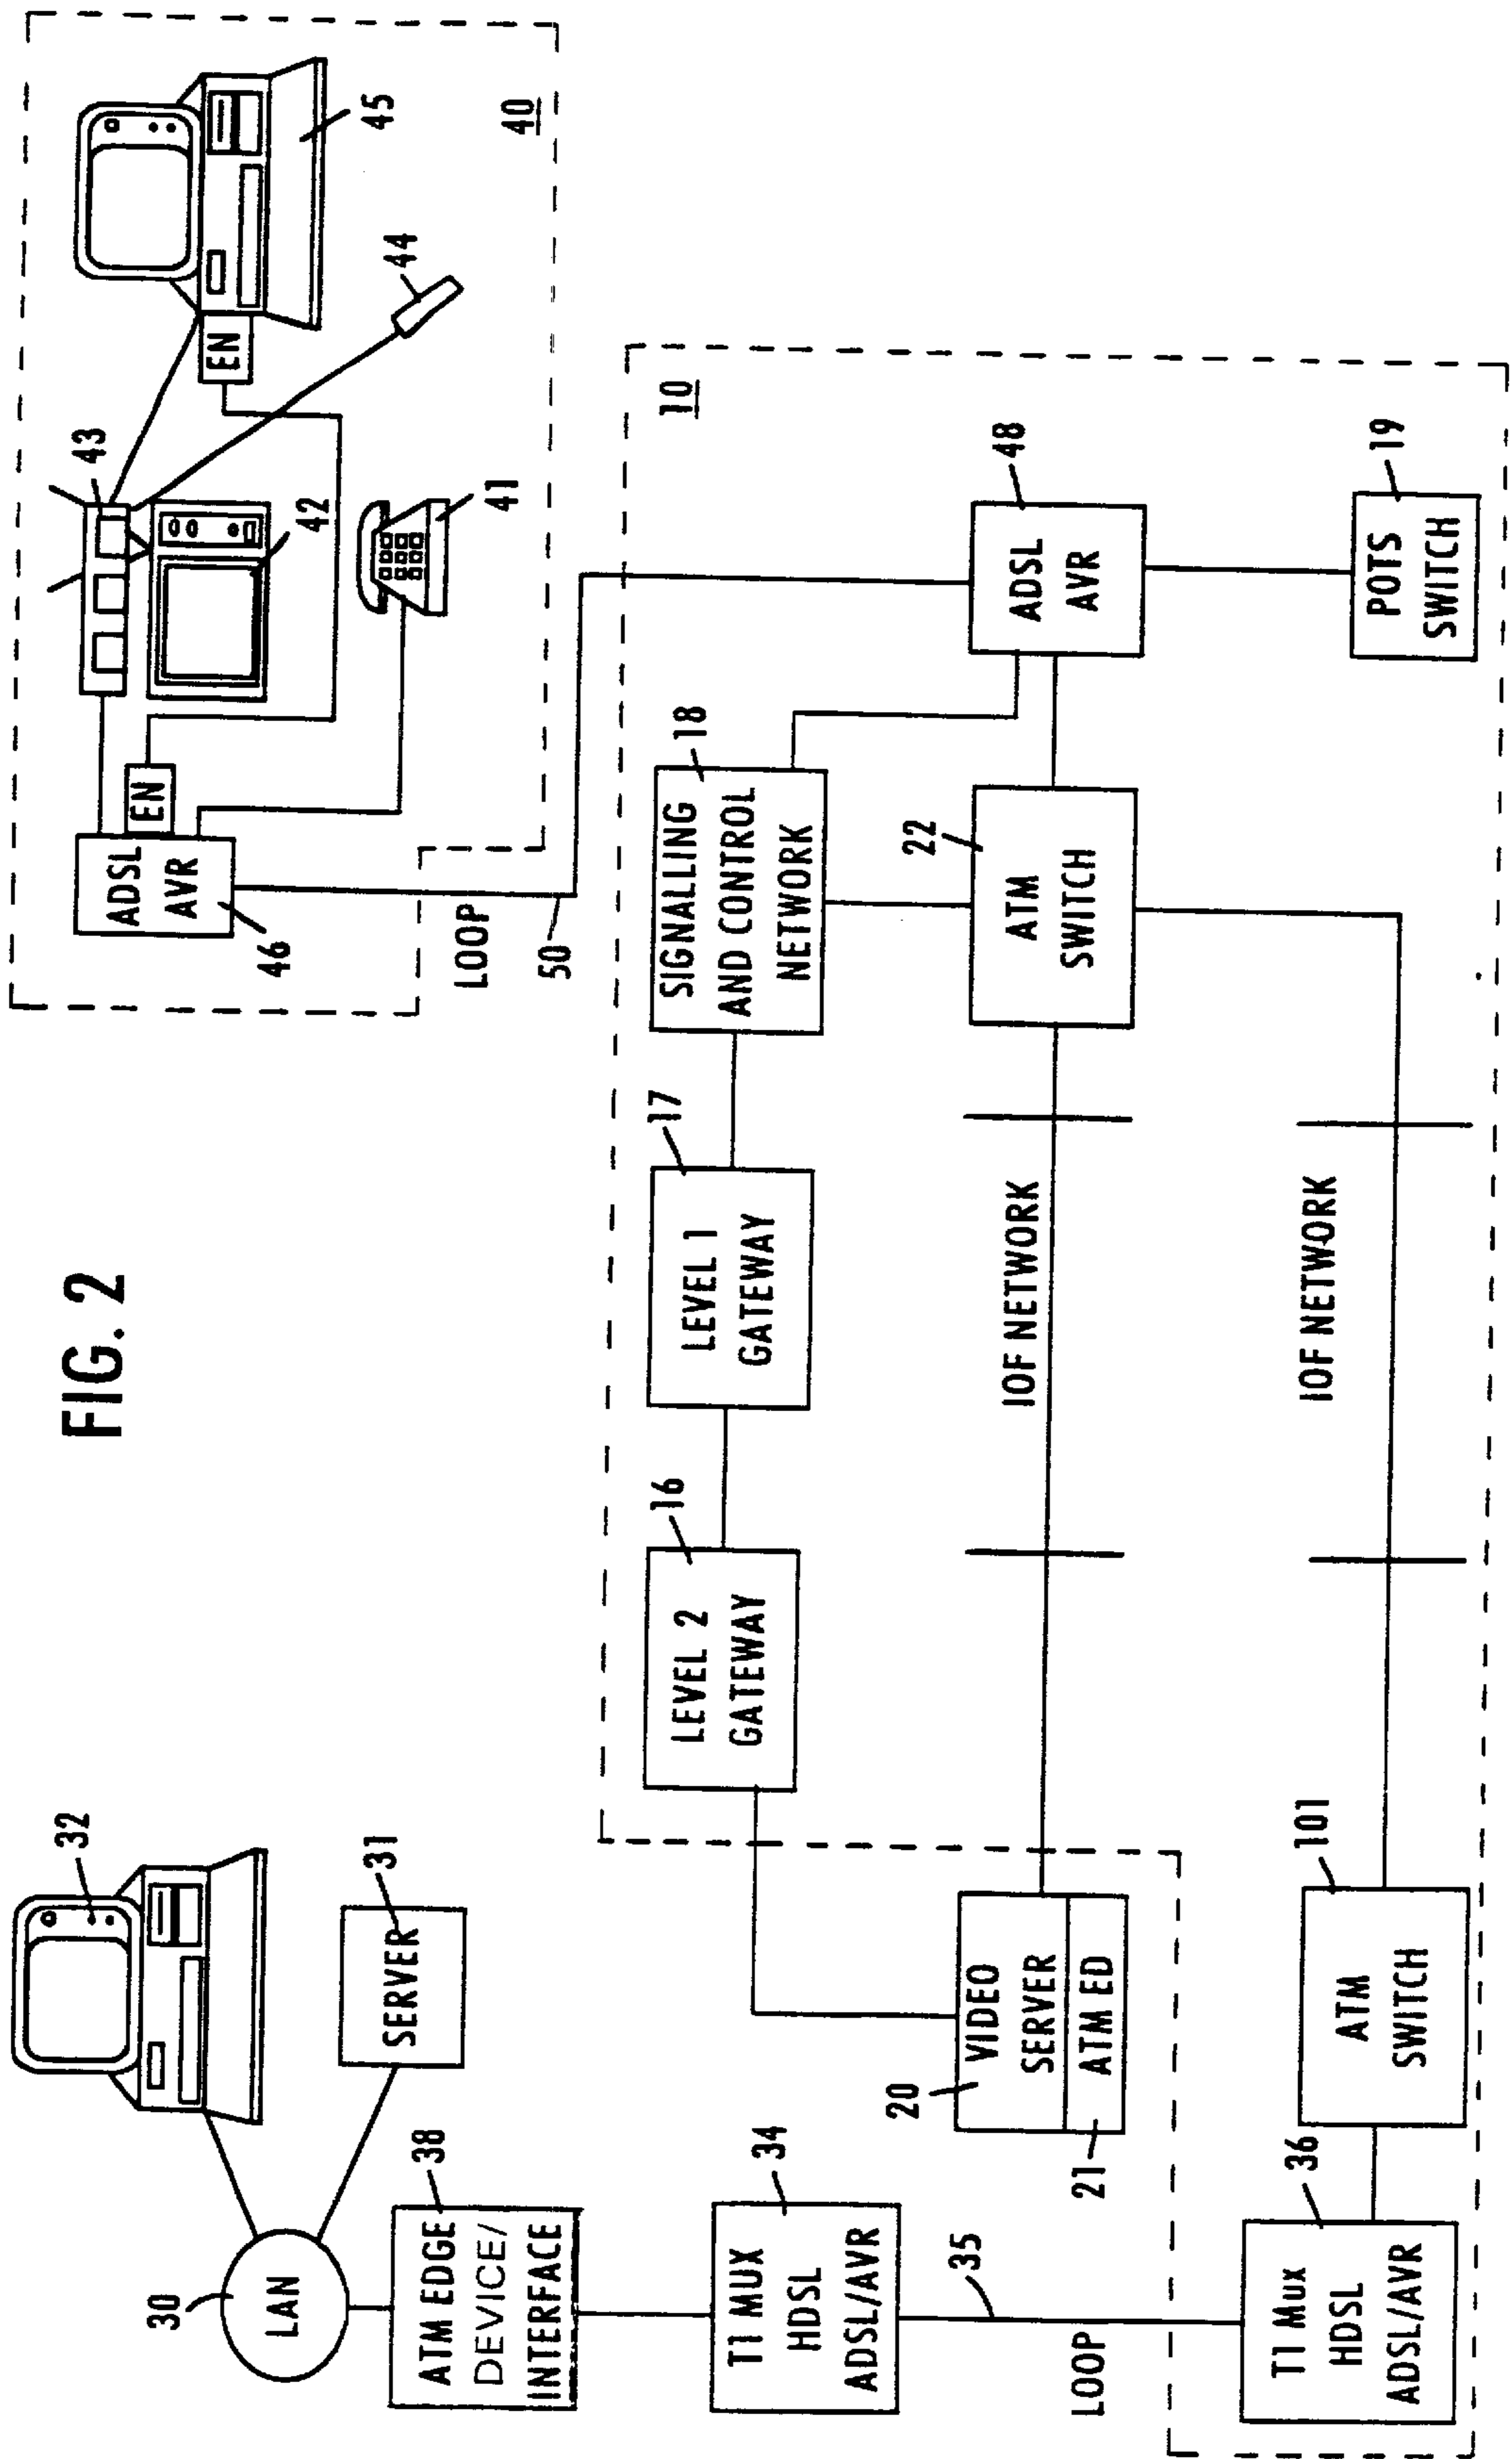 FIG. 2
32
31
SERVER
30
LAN
38
ATM EDGE
DEVICE/
INTERFACE
34
T1 MUX
HDSL
ADSL/AVR
35
LOOP
36
T1 Mux
HDSL
ADSL/AVR
101
ATM
SWITCH
20
VIDEO
SERVER
21
ATM ED
16
LEVEL 2
GATEWAY
17
LEVEL 1
GATEWAY
18
SIGNALLING
AND CONTROL
NETWORK
IOF NETWORK
IOF NETWORK
22
ATM
SWITCH
10
48
ADSL
AVR
19
POTS
SWITCH
LOOP
50
46
ADSL
AVR
EN
43
42
41
EN
44
45
40